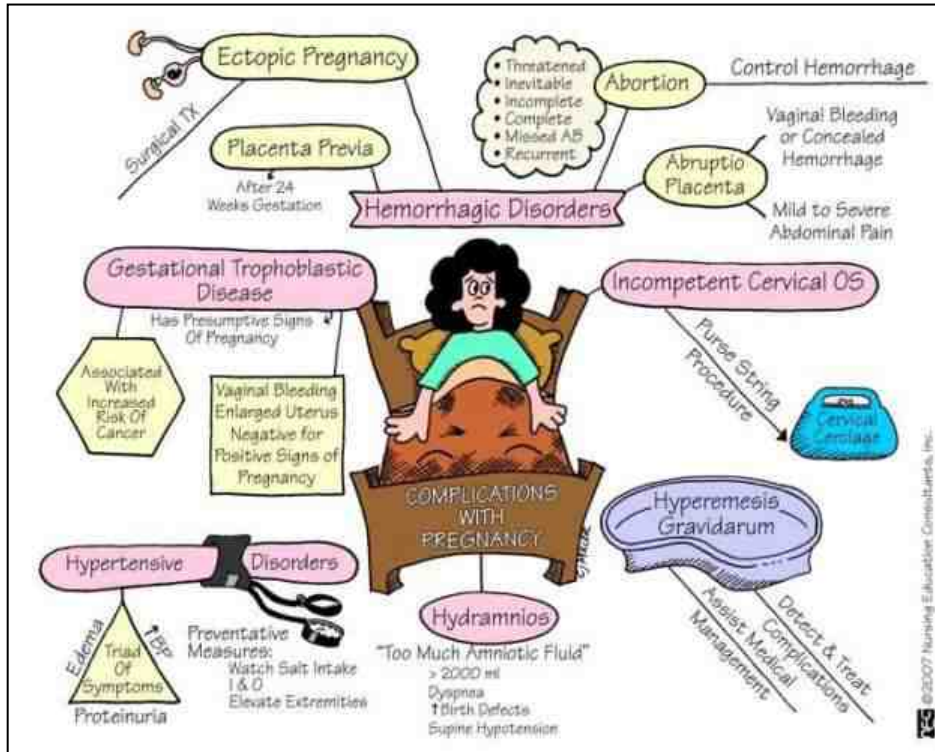 Ectopic Pregnancy
Surgical TX
Placenta Previa
After 24
Weeks Gestation
• Threatened
• Inevitable
• Incomplete
• Complete
• Missed AB
• Recurrent
Abortion
Control Hemorrhage
Abruptio
Placenta
Vaginal Bleeding
or Concealed
Hemorrhage
Mild to Severe
Abdominal Pain
Hemorrhagic Disorders
Gestational Trophoblastic
Disease
Has Presumptive Signs
Of Pregnancy
Associated
With
Increased
Risk Of
Cancer
Vaginal Bleeding
Enlarged Uterus
Negative for
Positive Signs of
Pregnancy
Incompetent Cervical OS
Purse String
Procedure
Cervical
Cerclage
COMPLICATIONS
WITH
PREGNANCY
Hyperemesis
Gravidarum
Assist Medical
Management
Detect & Treat
Complications
Hypertensive Disorders
Edema
↑BP
Triad
Of
Symptoms
Proteinuria
Preventative
Measures:
Watch Salt Intake
I & O
Elevate Extremities
Hydramnios
"Too Much Amniotic Fluid"
> 2000 ml
Dyspnea
↑Birth Defects
Supine Hypotension
©2007 Nursing Education Consultants, Inc.